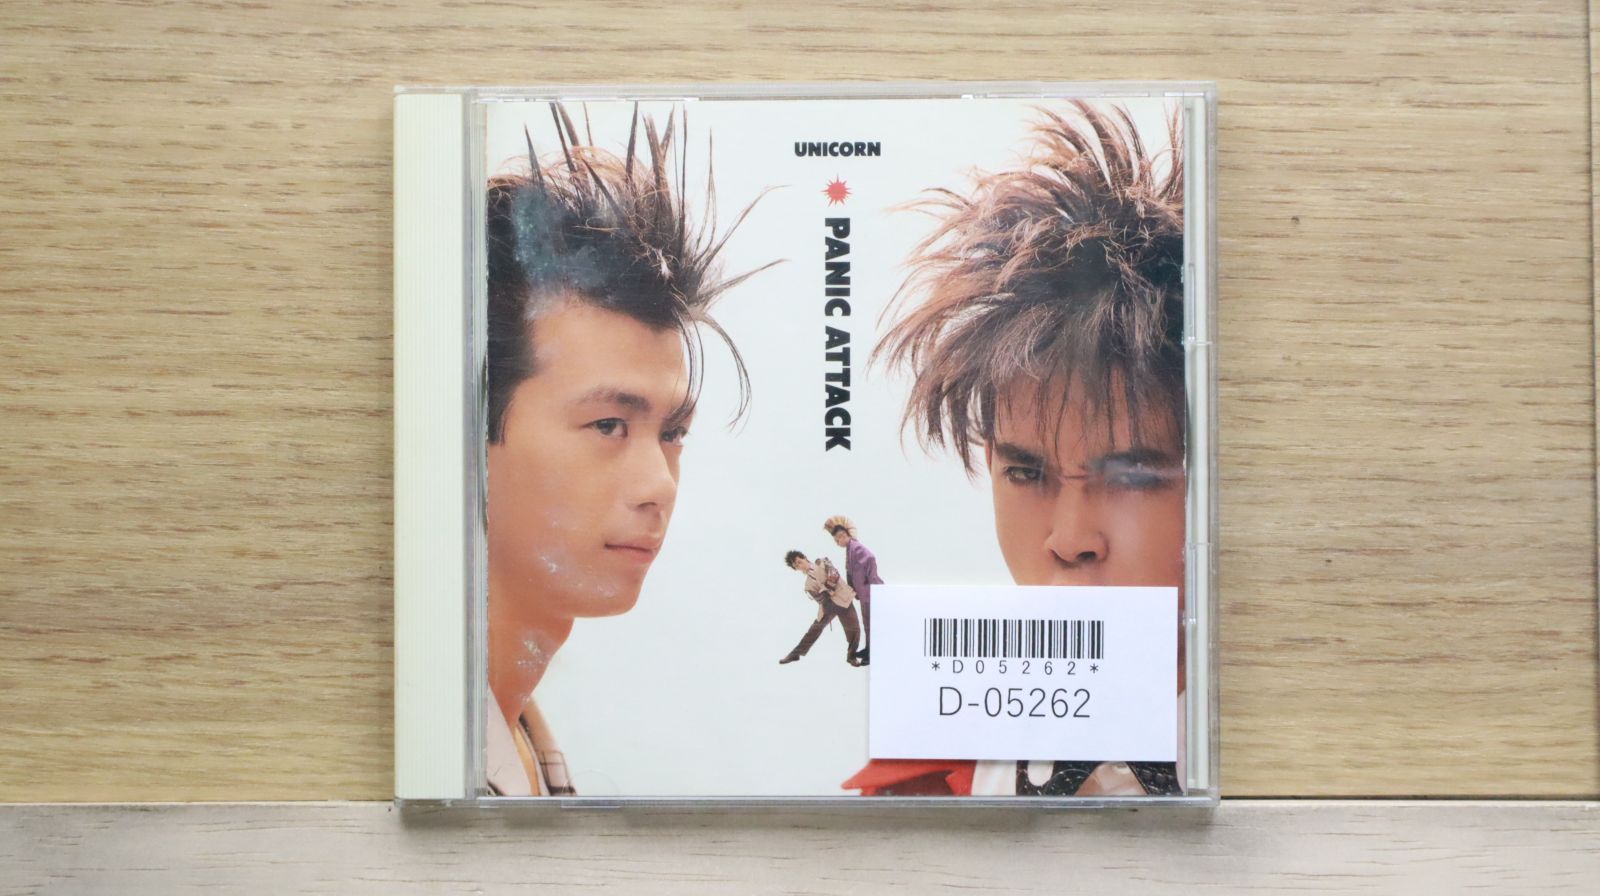 UNICORN
PANIC ATTACK
*D05262*
D-05262